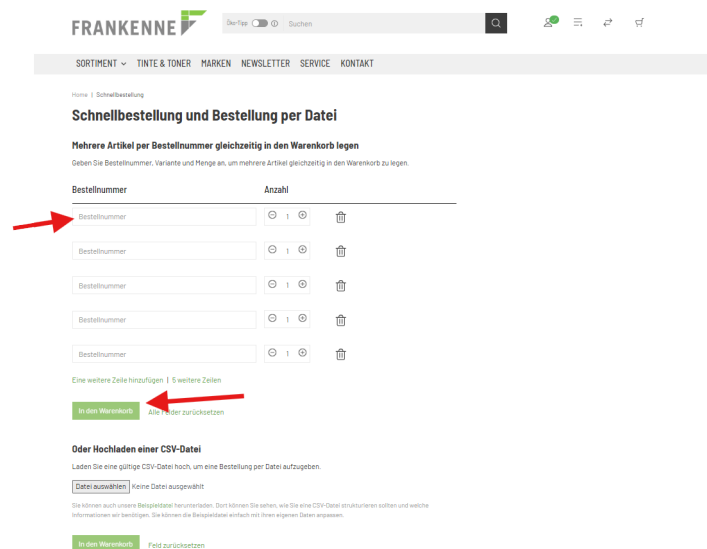 FRANKENNE
Öko-Tipp Suchen
SORTIMENT TINTE & TONER MARKEN NEWSLETTER SERVICE KONTAKT
Home | Schnellbestellung
Schnellbestellung und Bestellung per Datei
Mehrere Artikel per Bestellnummer gleichzeitig in den Warenkorb legen
Geben Sie Bestellnummer, Variante und Menge an, um mehrere Artikel gleichzeitig in den Warenkorb zu legen.
Bestellnummer Anzahl
Bestellnummer 1
Bestellnummer 1
Bestellnummer 1
Bestellnummer 1
Bestellnummer 1
Eine weitere Zeile hinzufügen | 5 weitere Zeilen
In den Warenkorb Alle Felder zurücksetzen
Oder Hochladen einer CSV-Datei
Laden Sie eine gültige CSV-Datei hoch, um eine Bestellung per Datei aufzugeben.
Datei auswählen Keine Datei ausgewählt
Sie können auch unsere Beispieldatei herunterladen. Dort können Sie sehen, wie Sie eine CSV-Datei strukturieren sollten und welche
Informationen wir benötigen. Sie können die Beispieldatei einfach mit Ihren eigenen Daten anpassen.
In den Warenkorb Feld zurücksetzen